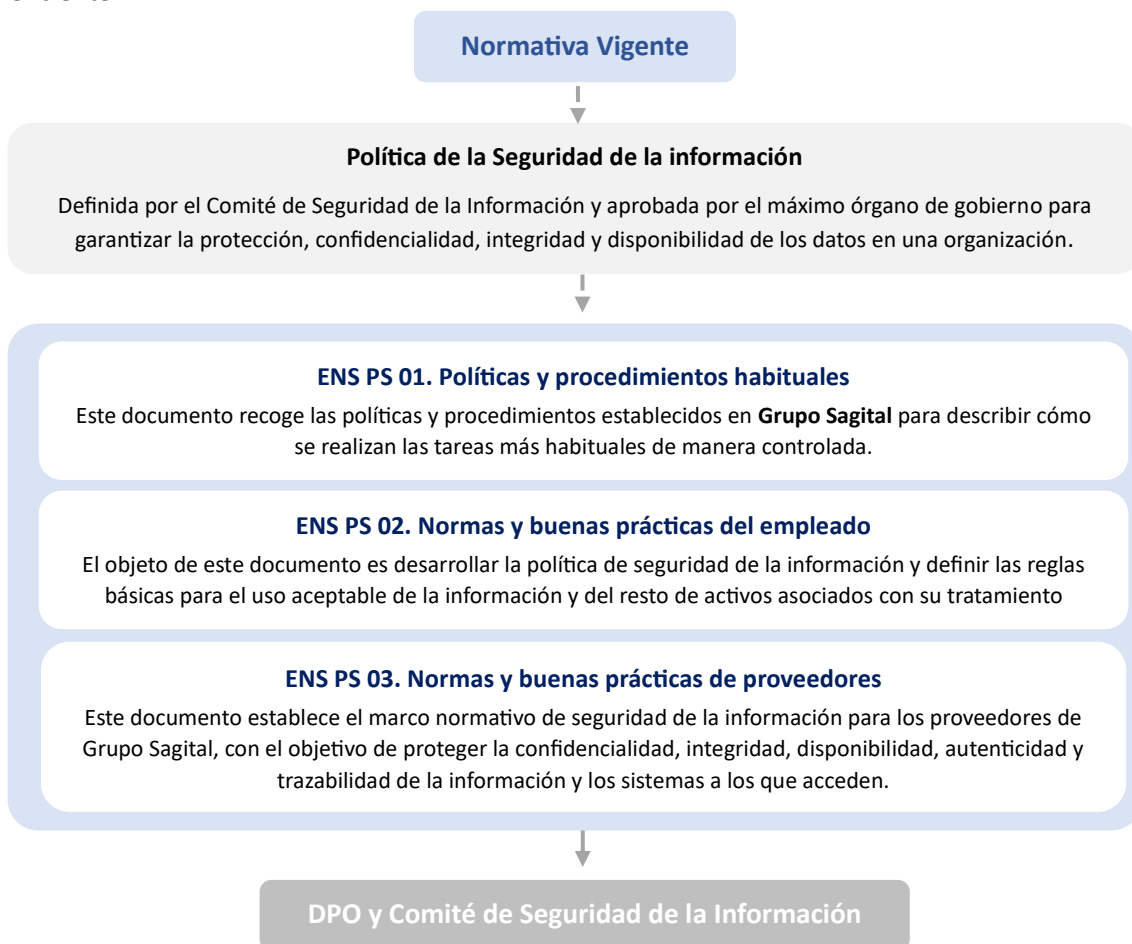 Normativa Vigente
Política de la Seguridad de la información
Definida por el Comité de Seguridad de la Información y aprobada por el máximo órgano de gobierno para
garantizar la protección, confidencialidad, integridad y disponibilidad de los datos en una organización.
ENS PS 01. Políticas y procedimientos habituales
Este documento recoge las políticas y procedimientos establecidos en Grupo Sagital para describir cómo
se realizan las tareas más habituales de manera controlada.
ENS PS 02. Normas y buenas prácticas del empleado
El objeto de este documento es desarrollar la política de seguridad de la información y definir las reglas
básicas para el uso aceptable de la información y del resto de activos asociados con su tratamiento
ENS PS 03. Normas y buenas prácticas de proveedores
Este documento establece el marco normativo de seguridad de la información para los proveedores de
Grupo Sagital, con el objetivo de proteger la confidencialidad, integridad, disponibilidad, autenticidad y
trazabilidad de la información y los sistemas a los que acceden.
DPO y Comité de Seguridad de la Información